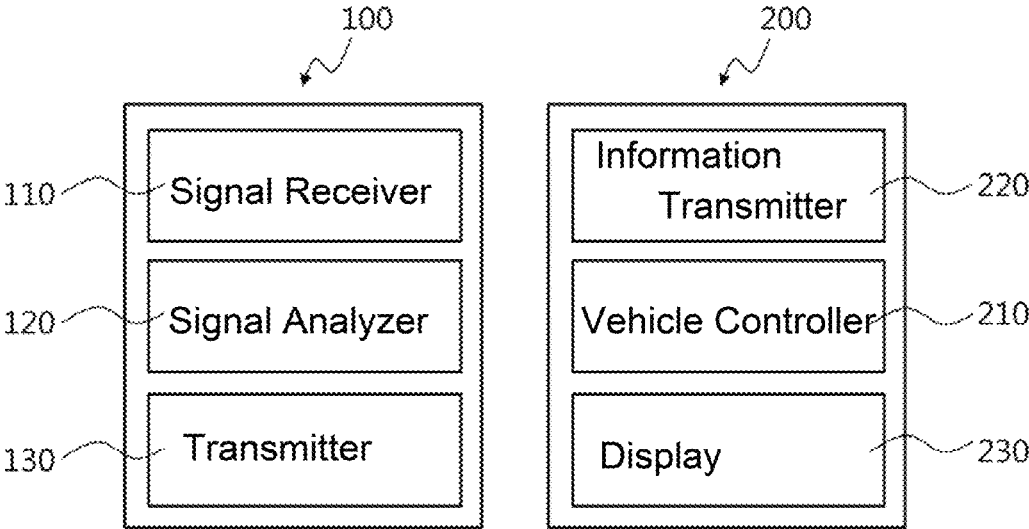 100
110
Signal Receiver
120
Signal Analyzer
130
Transmitter
200
Information
Transmitter
220
Vehicle Controller
210
Display
230